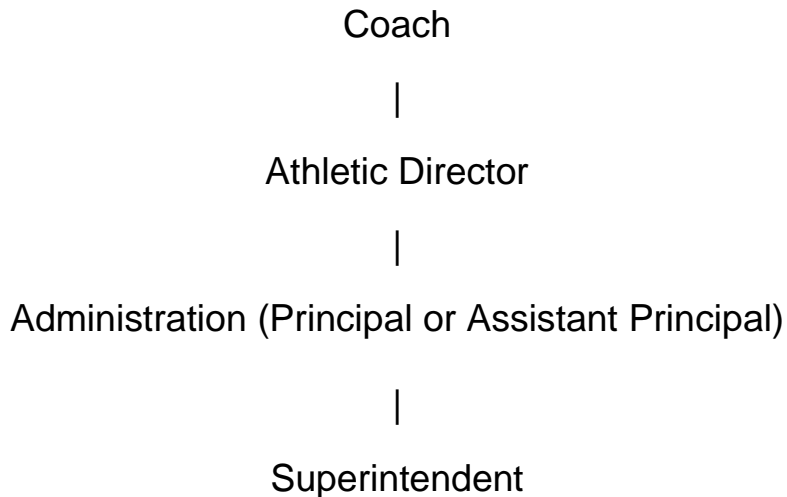 Coach
|
Athletic Director
|
Administration (Principal or Assistant Principal)
|
Superintendent